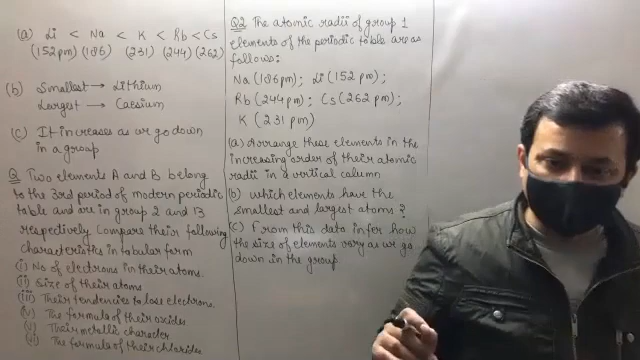 (a) Li < Na < K < Rb < Cs
(152pm) (186) (231) (244) (262)
(b) Smallest → Lithium
Largest → Caesium
(c) It increases as we go down
in a group
Q Two elements A and B belong
to the 3rd period of modern periodic
table and are in group 2 and 13
respectively compare their following
characteristic in tabular form
(i) No of electrons in their atoms.
(ii) Size of their atoms
(iii) Their tendencies to lose electrons
(iv) The formula of their oxides
(v) Their metallic character
(vi) The formula of their chlorides
Q2 The atomic radii of group 1
elements of the periodic table are as
follows:
Na (186pm); Li (152 pm);
Rb (244 pm); Cs (262 pm);
K (231 pm)
(a) Arrange these elements in the
increasing order of their atomic
radii in a vertical column
(b) which elements have the
smallest and largest atoms?
(c) From this data infer how
the size of elements vary as we go
down in the group